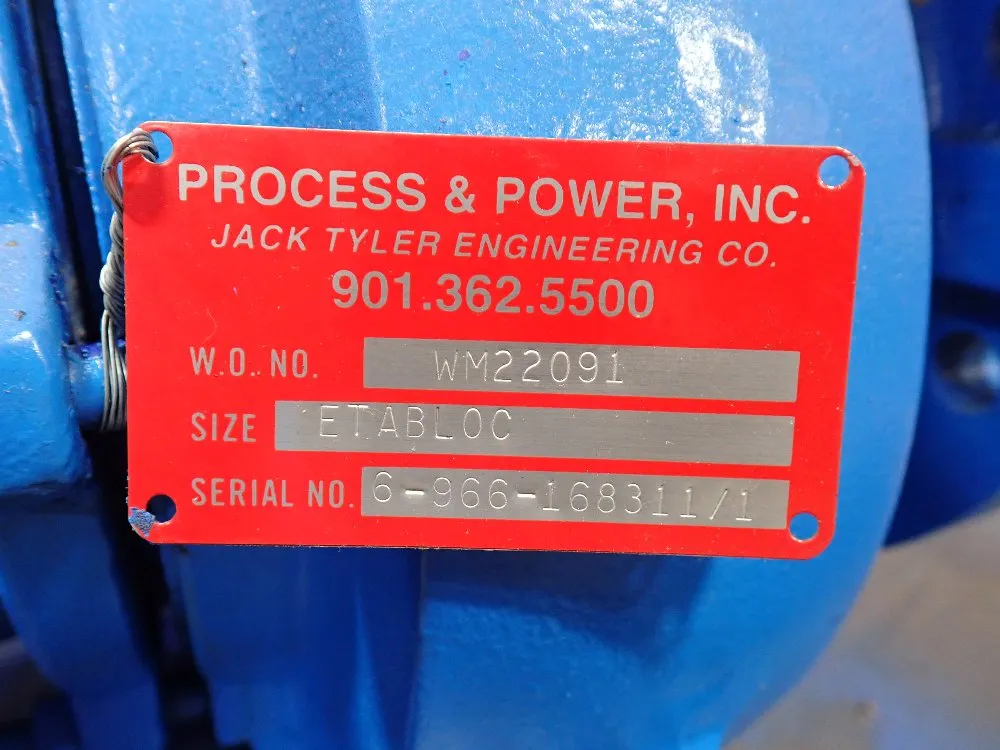 PROCESS & POWER, INC.
JACK TYLER ENGINEERING CO.
901.362.5500
W.O. NO. WM22091
SIZE ETABLOC
SERIAL NO. 6-966-168311/1